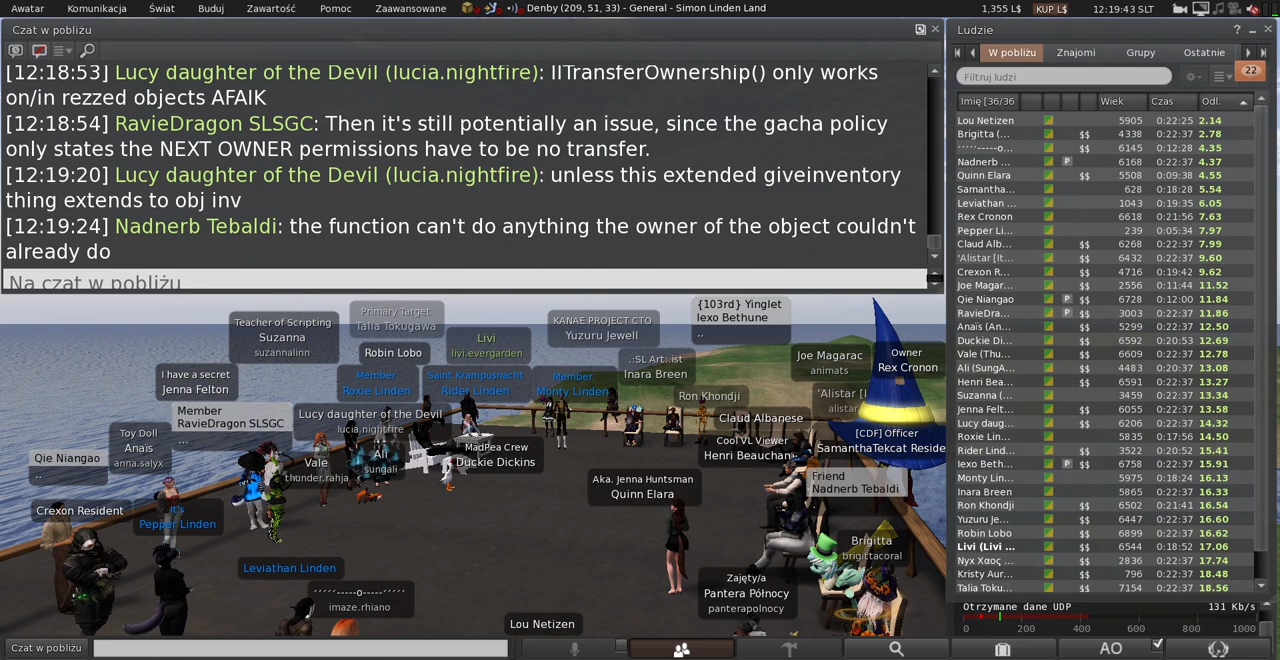 Awatar Komunikacja Świat Buduj Zawartość Pomoc Zaawansowane Denby (209, 51, 33) - General - Simon Linden Land 1,355 L$ KUP L$ 12:19:43 SLT
Czat w pobliżu
[12:18:53] Lucy daughter of the Devil (lucia.nightfire): llTransferOwnership() only works
on/in rezzed objects AFAIK
[12:18:54] RavieDragon SLSGC: Then it's still potentially an issue, since the gacha policy
only states the NEXT OWNER permissions have to be no transfer.
[12:19:20] Lucy daughter of the Devil (lucia.nightfire): unless this extended giveinventory
thing extends to obj inv
[12:19:24] Nadnerb Tebaldi: the function can't do anything the owner of the object couldn't
already do
Na czat w pobliżu
Teacher of Scripting
Suzanna
suzannalinn
Primary Target
Talia Tokugawa
Robin Lobo
Livi
livi.evergarden
KANAE PROJECT CTO
Yuzuru Jewell
{103rd} Yinglet
Iexo Bethune
..
.:SL Art..ist
Inara Breen
Joe Magarac
animats
Owner
Rex Cronon
I have a secret
Jenna Felton
Member
Roxie Linden
Saint Krampusnacht
Rider Linden
Member
Monty Linden
Ron Khondji
'Alistar [I
alistar
Member
RavieDragon SLSGC
...
Lucy daughter of the Devil
lucia.nightfire
Claud Albanese
Toy Doll
Anaïs
anna.salyx
Vale
thunder.rahja
Ali
sungali
MadPea Crew
Duckie Dickins
Cool VL Viewer
Henri Beauchan
[CDF] Officer
SamanthaTekcat Reside
Qie Niangao
..
Aka. Jenna Huntsman
Quinn Elara
Friend
Nadnerb Tebaldi
Crexon Resident
It's
Pepper Linden
Brigitta
brigittacoral
Leviathan Linden
Zajęty/a
Pantera Północy
panterapolnocy
′′′′′-----o----′′′′′
imaze.rhiano
Lou Netizen
Czat w pobliżu
AO
Ludzie
? _ ×
W pobliżu Znajomi Grupy Ostatnie
Filtruj ludzi
22
Imię [36/36 Wiek Czas Odl.
Lou Netizen 5905 0:22:25 2.14
Brigitta (... $$ 4338 0:22:37 2.78
′′′′′-----o... $$ 6145 0:12:28 4.35
Nadnerb ... P 6168 0:22:37 4.37
Quinn Elara $$ 5508 0:09:38 4.55
Samantha... 628 0:18:28 5.54
Leviathan ... 1043 0:19:35 6.05
Rex Cronon 6618 0:21:56 7.63
Pepper Li... 239 0:05:34 7.97
Claud Alb... $$ 6268 0:22:37 7.99
'Alistar [It... $$ 6432 0:22:37 9.60
Crexon R... $$ 4716 0:19:42 9.62
Joe Magar... $$ 2556 0:11:44 11.52
Qie Niangao P $$ 6728 0:12:00 11.84
RavieDra... P $$ 3003 0:22:37 11.86
Anaïs (An... $$ 5299 0:22:37 12.50
Duckie Di... $$ 6592 0:20:53 12.69
Vale (Thu... $$ 6609 0:22:37 12.78
Ali (SungA... $$ 4483 0:20:37 13.08
Henri Bea... $$ 6591 0:22:37 13.27
Suzanna (... $$ 3459 0:22:37 13.34
Jenna Felt... $$ 6055 0:22:37 13.58
Lucy daug... $$ 6206 0:22:37 14.32
Roxie Lin... 5835 0:17:56 14.50
Rider Lind... $$ 3522 0:20:52 15.41
Iexo Beth... P $$ 6758 0:22:37 15.91
Monty Lin... 5975 0:18:24 16.13
Inara Breen 5865 0:22:37 16.33
Ron Khondji $$ 6502 0:21:41 16.54
Yuzuru Je... $$ 6447 0:22:37 16.60
Robin Lobo $$ 6899 0:22:37 16.62
Livi (Livi ... $$ 6544 0:18:52 17.06
Nyx Χαος ... $$ 2836 0:22:37 17.74
Kristy Aur... $$ 796 0:22:37 18.48
Talia Toku... $$ 7154 0:22:37 18.56
Otrzymane dane UDP 131 Kb/s
0 200 400 600 800 1000